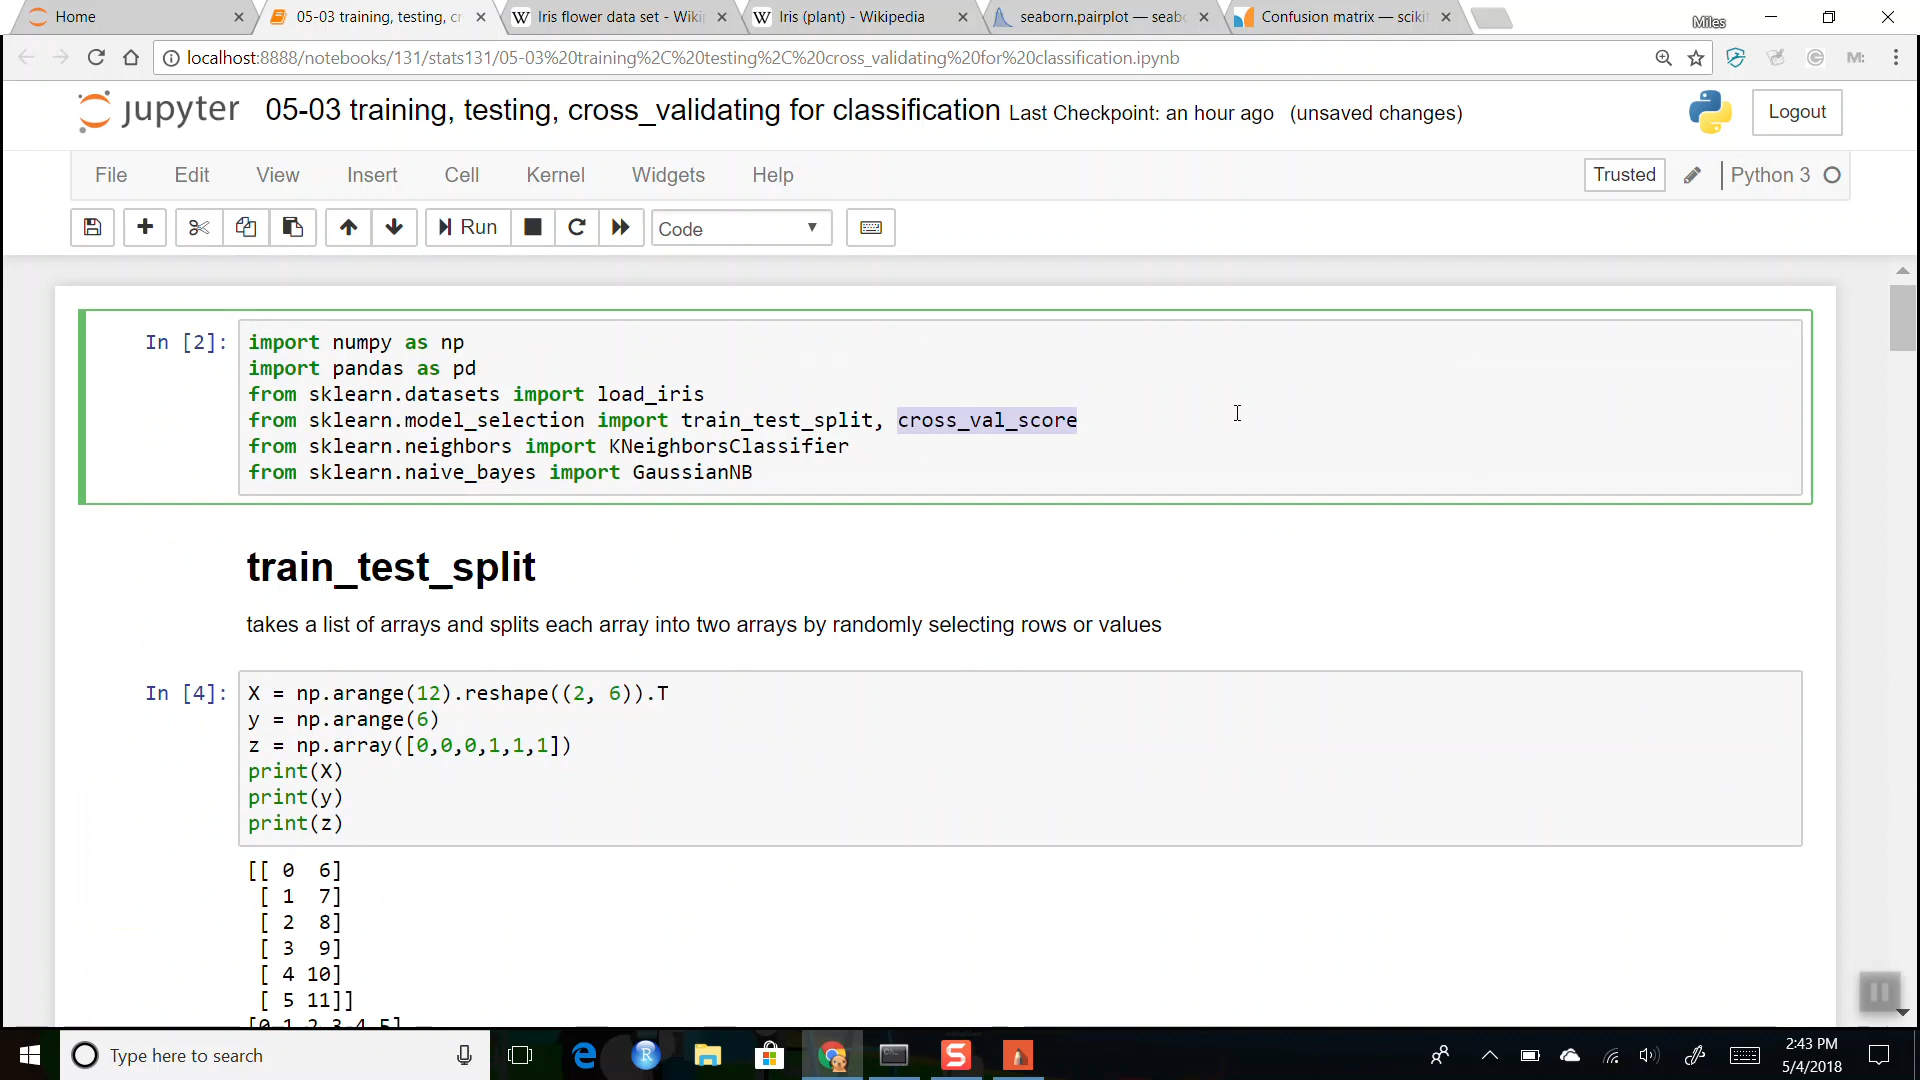 Home
05-03 training, testing, cr
Iris flower data set - Wiki
Iris (plant) - Wikipedia
seaborn.pairplot — seab
Confusion matrix — scikit
Miles
localhost:8888/notebooks/131/stats131/05-03%20training%2C%20testing%2C%20cross_validating%20for%20classification.ipynb
jupyter 05-03 training, testing, cross_validating for classification Last Checkpoint: an hour ago (unsaved changes)
Logout
File Edit View Insert Cell Kernel Widgets Help
Trusted
Python 3
Run
Code
In [2]:
import numpy as np
import pandas as pd
from sklearn.datasets import load_iris
from sklearn.model_selection import train_test_split, cross_val_score
from sklearn.neighbors import KNeighborsClassifier
from sklearn.naive_bayes import GaussianNB
train_test_split
takes a list of arrays and splits each array into two arrays by randomly selecting rows or values
In [4]:
X = np.arange(12).reshape((2, 6)).T
y = np.arange(6)
z = np.array([0,0,0,1,1,1])
print(X)
print(y)
print(z)
[[ 0  6]
 [ 1  7]
 [ 2  8]
 [ 3  9]
 [ 4 10]
 [ 5 11]]
[0 1 2 3 4 5]
Type here to search
2:43 PM
5/4/2018